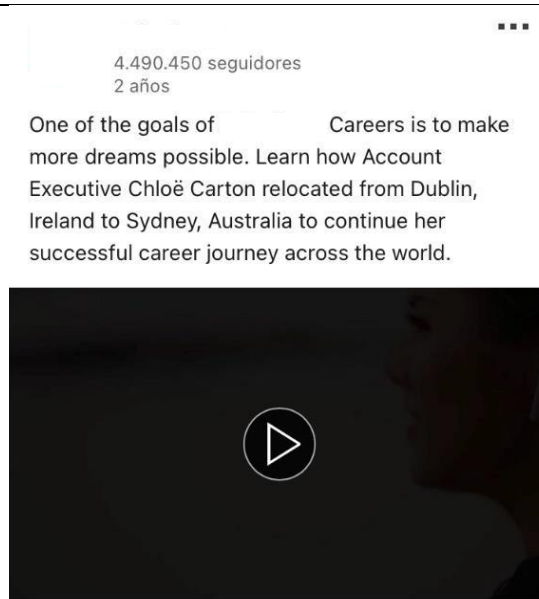 4.490.450 seguidores
2 años
One of the goals of Careers is to make
more dreams possible. Learn how Account
Executive Chloë Carton relocated from Dublin,
Ireland to Sydney, Australia to continue her
successful career journey across the world.